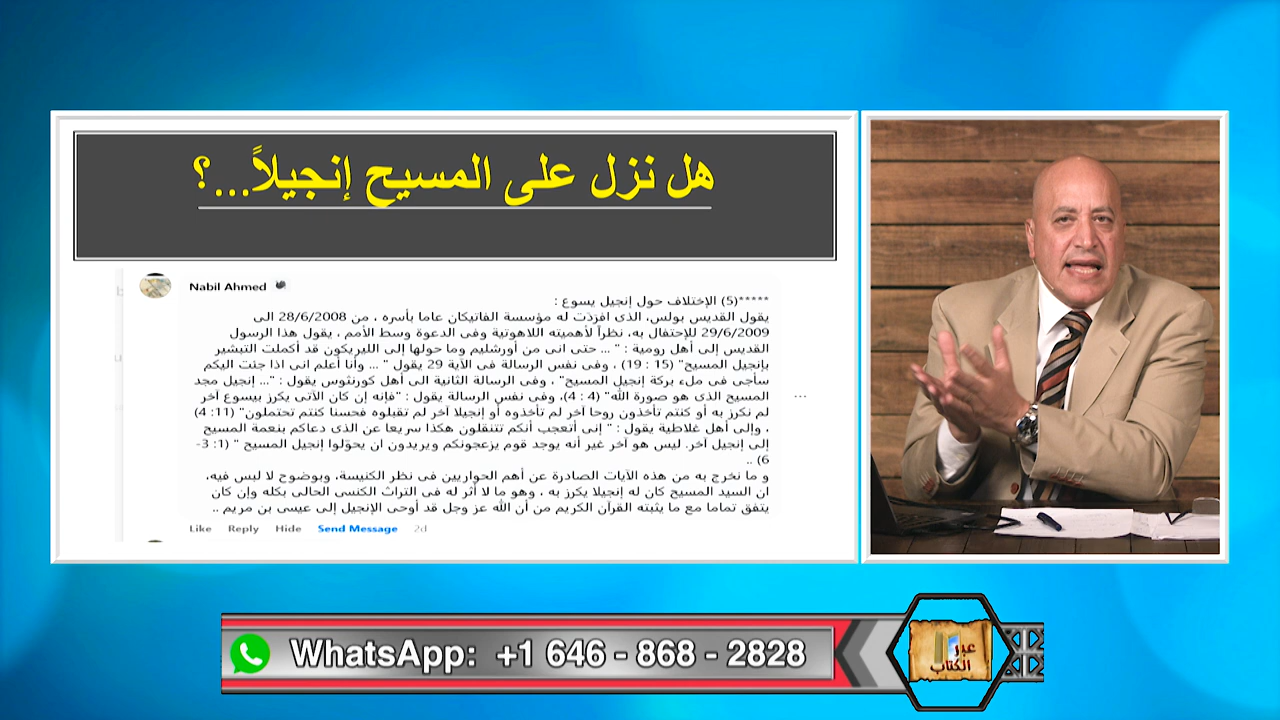 هل نزل على المسيح إنجيلاً...؟
Nabil Ahmed
*****(5) الإختلاف حول إنجيل يسوع :
يقول القديس بولس، الذى افرذت له مؤسسة الفاتيكان عاما بأسره ، من 28/6/2008 الى
29/6/2009 للإحتفال به، نظراً لأهميته اللاهوتية وفى الدعوة وسط الأمم ، يقول هذا الرسول
القديس إلى أهل رومية : " ... حتى انى من أورشليم وما حولها إلى الليريكون قد أكملت التبشير
بإنجيل المسيح" (15 : 19) ، وفى نفس الرسالة فى الآية 29 يقول " ... وأنا أعلم انى اذا جئت اليكم
سأجى فى ملء بركة إنجيل المسيح" ، وفى الرسالة الثانية الى أهل كورنثوس يقول : "... إنجيل مجد
المسيح الذى هو صورة الله" (4 : 4)، وفى نفس الرسالة يقول : "فإنه إن كان الآتى يكرز بيسوع آخر
لم نكرز به أو كنتم تأخذون روحا آخر لم تأخذوه أو إنجيلا آخر لم تقبلوه فحسنا كنتم تحتملون" (11: 4)
، وإلى أهل غلاطية يقول : " إنى أتعجب أنكم تنتقلون هكذا سريعا عن الذى دعاكم بنعمة المسيح
إلى إنجيل آخر. ليس هو آخر غير أنه يوجد قوم يزعجونكم ويريدون ان يحوّلوا إنجيل المسيح " (1: 3-
6) ..
و ما نخرج به من هذه الآيات الصادرة عن أهم الحواريين فى نظر الكنيسة، وبوضوح لا لبس فيه،
ان السيد المسيح كان له إنجيلا يكرز به ، وهو ما لا أثر له فى التراث الكنسى الحالى بكله وإن كان
يتفق تماما مع ما يثبته القرآن الكريم من أن الله عز وجل قد أوحى الإنجيل إلى عيسى بن مريم ..
Like Reply Hide Send Message 2d
WhatsApp: +1 646 - 868 - 2828
عبر
الكتاب